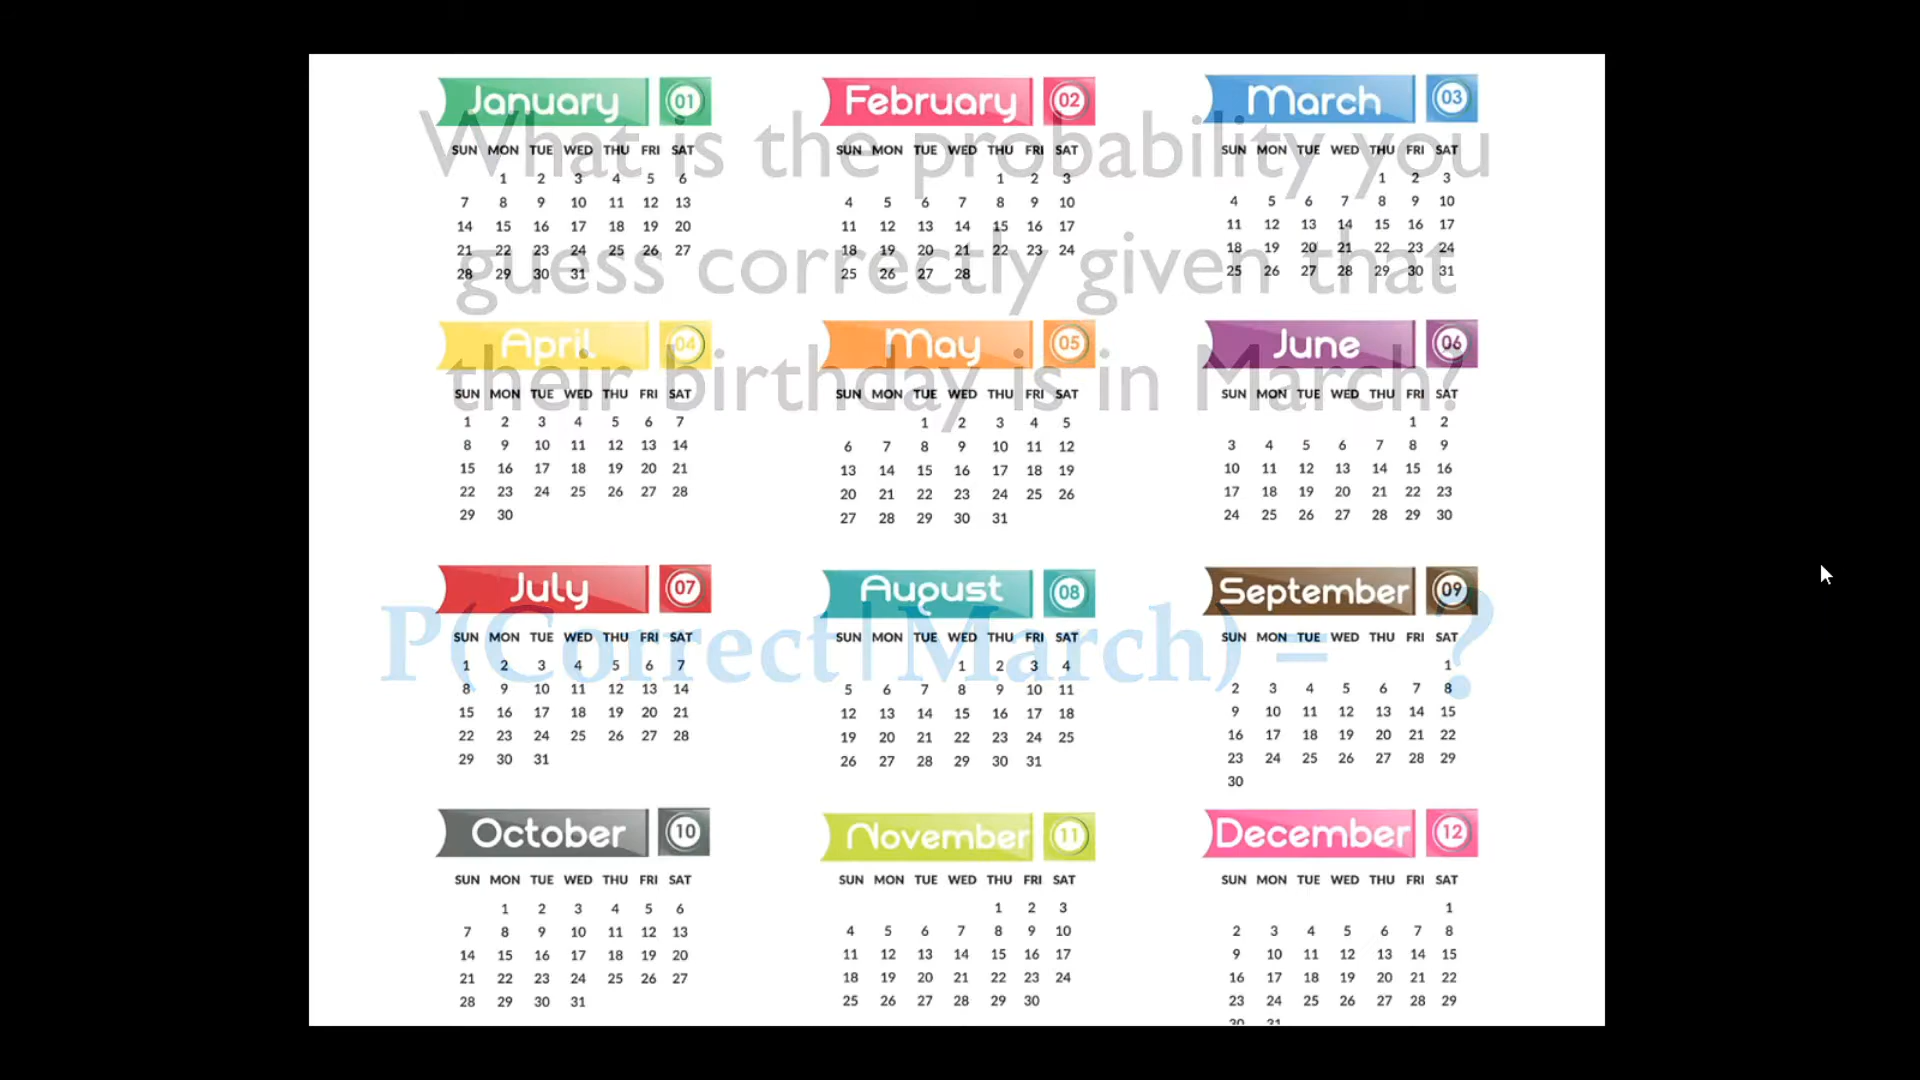 What is the probability you
guess correctly given that
their birthday is in March?
P(Correct|March) = ?
January 01
SUN MON TUE WED THU FRI SAT
1 2 3 4 5 6
7 8 9 10 11 12 13
14 15 16 17 18 19 20
21 22 23 24 25 26 27
28 29 30 31
February 02
SUN MON TUE WED THU FRI SAT
1 2 3
4 5 6 7 8 9 10
11 12 13 14 15 16 17
18 19 20 21 22 23 24
25 26 27 28
March 03
SUN MON TUE WED THU FRI SAT
1 2 3
4 5 6 7 8 9 10
11 12 13 14 15 16 17
18 19 20 21 22 23 24
25 26 27 28 29 30 31
April 04
SUN MON TUE WED THU FRI SAT
1 2 3 4 5 6 7
8 9 10 11 12 13 14
15 16 17 18 19 20 21
22 23 24 25 26 27 28
29 30
May 05
SUN MON TUE WED THU FRI SAT
1 2 3 4 5
6 7 8 9 10 11 12
13 14 15 16 17 18 19
20 21 22 23 24 25 26
27 28 29 30 31
June 06
SUN MON TUE WED THU FRI SAT
1 2
3 4 5 6 7 8 9
10 11 12 13 14 15 16
17 18 19 20 21 22 23
24 25 26 27 28 29 30
July 07
SUN MON TUE WED THU FRI SAT
1 2 3 4 5 6 7
8 9 10 11 12 13 14
15 16 17 18 19 20 21
22 23 24 25 26 27 28
29 30 31
August 08
SUN MON TUE WED THU FRI SAT
1 2 3 4
5 6 7 8 9 10 11
12 13 14 15 16 17 18
19 20 21 22 23 24 25
26 27 28 29 30 31
September 09
SUN MON TUE WED THU FRI SAT
1
2 3 4 5 6 7 8
9 10 11 12 13 14 15
16 17 18 19 20 21 22
23 24 25 26 27 28 29
30
October 10
SUN MON TUE WED THU FRI SAT
1 2 3 4 5 6
7 8 9 10 11 12 13
14 15 16 17 18 19 20
21 22 23 24 25 26 27
28 29 30 31
November 11
SUN MON TUE WED THU FRI SAT
1 2 3
4 5 6 7 8 9 10
11 12 13 14 15 16 17
18 19 20 21 22 23 24
25 26 27 28 29 30
December 12
SUN MON TUE WED THU FRI SAT
1
2 3 4 5 6 7 8
9 10 11 12 13 14 15
16 17 18 19 20 21 22
23 24 25 26 27 28 29
30 31